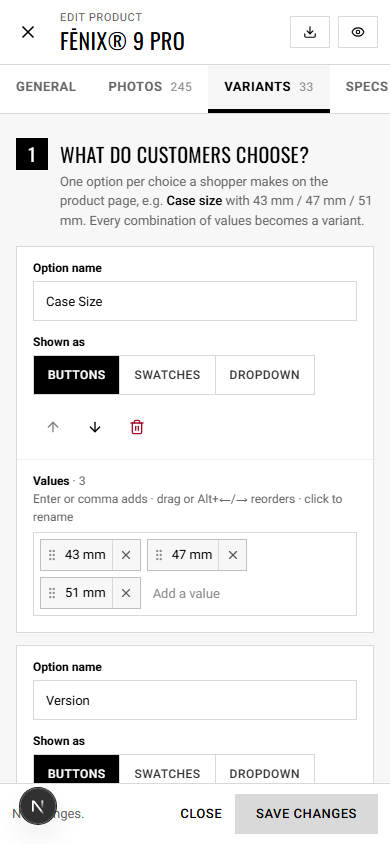 EDIT PRODUCT
FĒNIX® 9 PRO
GENERAL
PHOTOS 245
VARIANTS 33
SPECS
1
WHAT DO CUSTOMERS CHOOSE?
One option per choice a shopper makes on the
product page, e.g. Case size with 43 mm / 47 mm / 51
mm. Every combination of values becomes a variant.
Option name
Case Size
Shown as
BUTTONS
SWATCHES
DROPDOWN
Values · 3
Enter or comma adds · drag or Alt+←/→ reorders · click to
rename
43 mm
47 mm
51 mm
Add a value
Option name
Version
Shown as
BUTTONS
SWATCHES
DROPDOWN
N
CLOSE
SAVE CHANGES